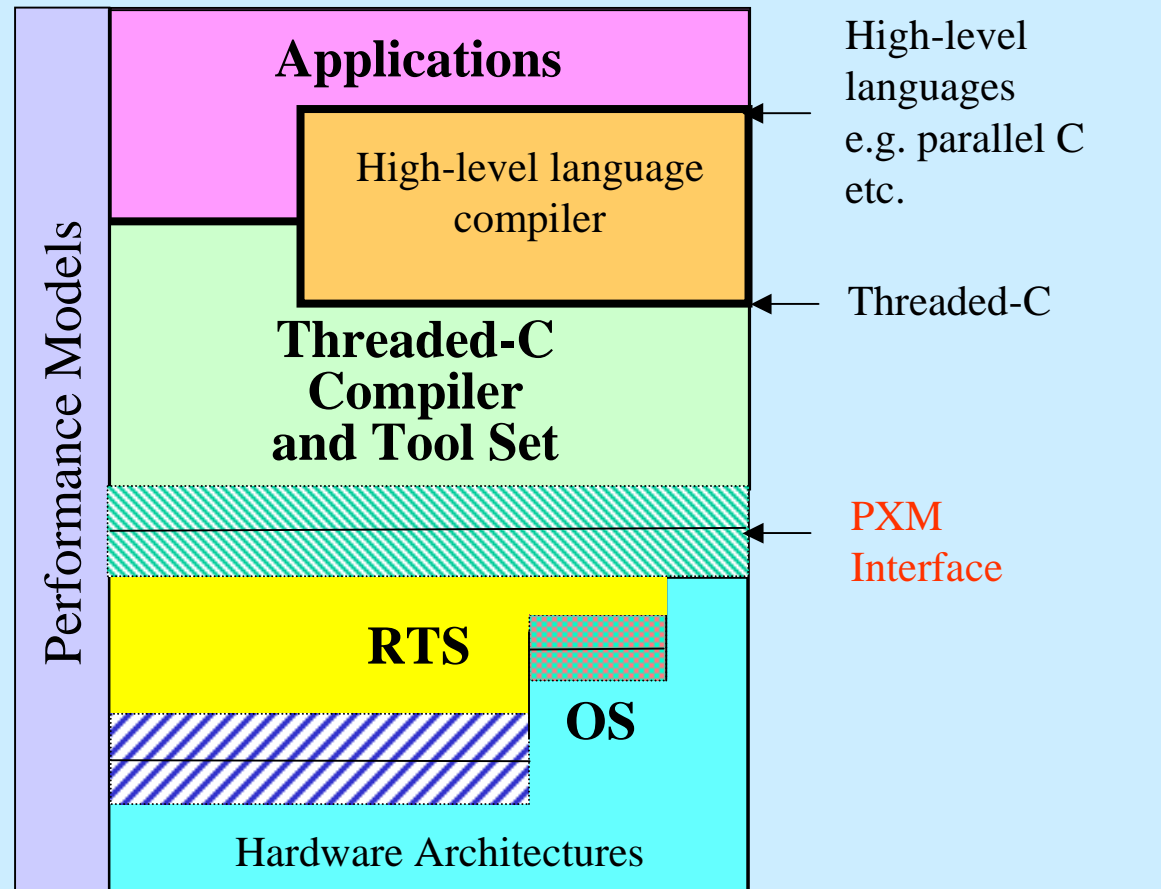 Performance Models
Applications
High-level language
compiler
Threaded-C
Compiler
and Tool Set
RTS
OS
Hardware Architectures
High-level
languages
e.g. parallel C
etc.
Threaded-C
PXM
Interface